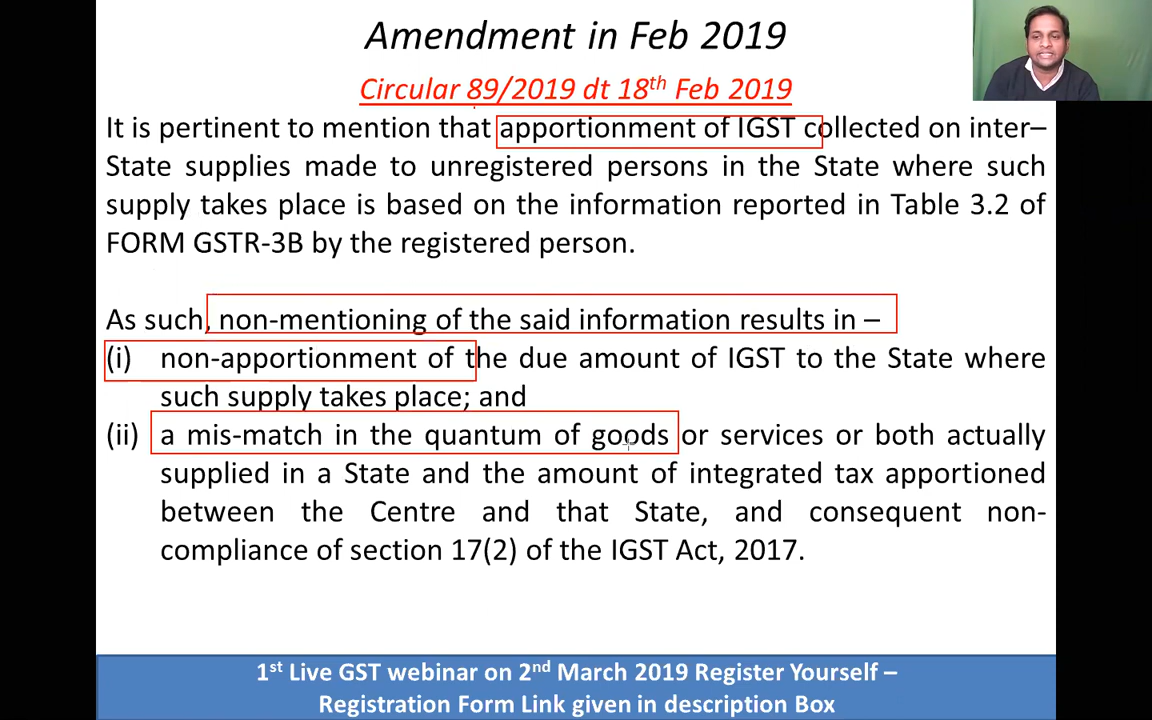 Amendment in Feb 2019
Circular 89/2019 dt 18th Feb 2019
It is pertinent to mention that apportionment of IGST collected on inter–
State supplies made to unregistered persons in the State where such
supply takes place is based on the information reported in Table 3.2 of
FORM GSTR-3B by the registered person.
As such, non-mentioning of the said information results in –
(i) non-apportionment of the due amount of IGST to the State where
such supply takes place; and
(ii) a mis-match in the quantum of goods or services or both actually
supplied in a State and the amount of integrated tax apportioned
between the Centre and that State, and consequent non-
compliance of section 17(2) of the IGST Act, 2017.
1st Live GST webinar on 2nd March 2019 Register Yourself –
Registration Form Link given in description Box